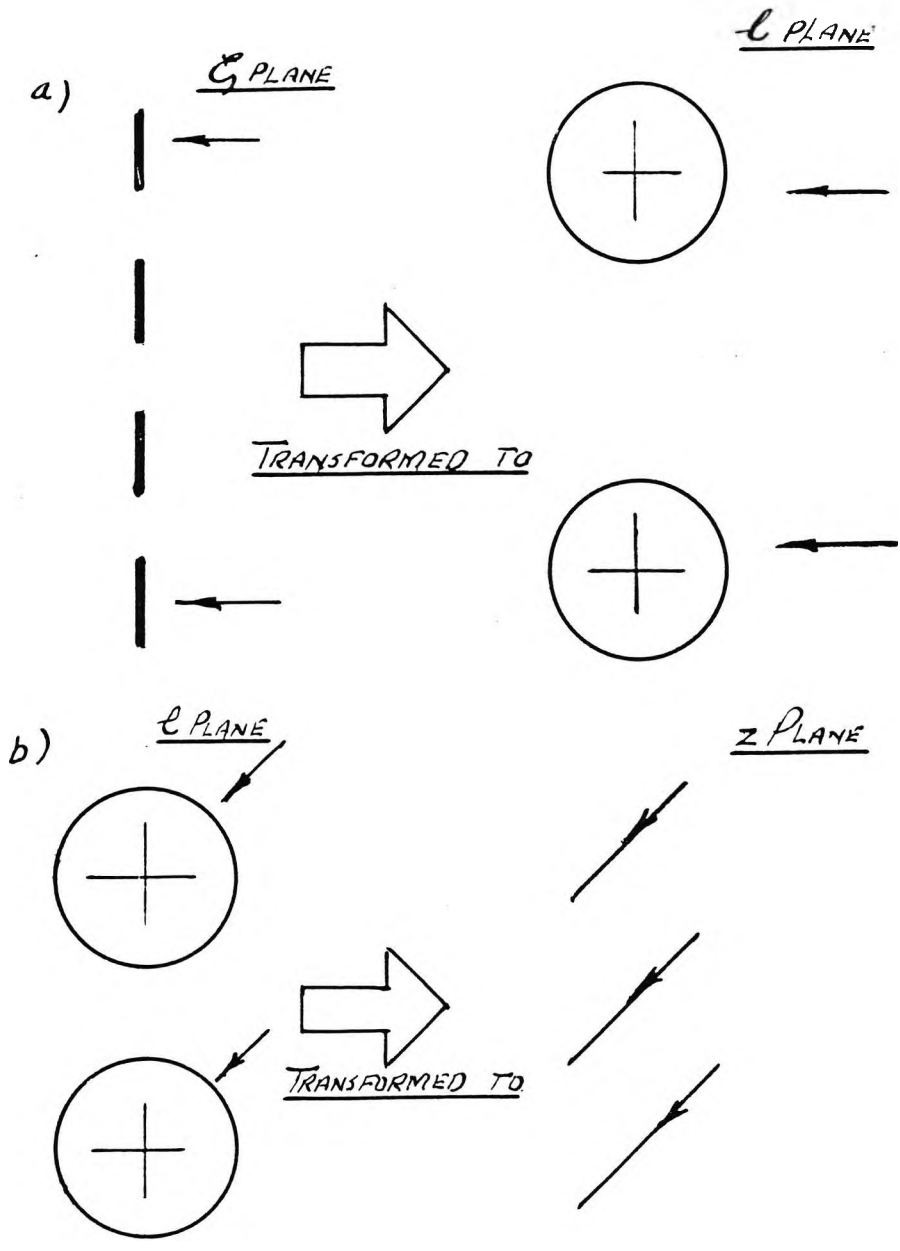 ℓ PLANE
a) ζ PLANE
TRANSFORMED TO
b) ℓ PLANE
z PLANE
TRANSFORMED TO.